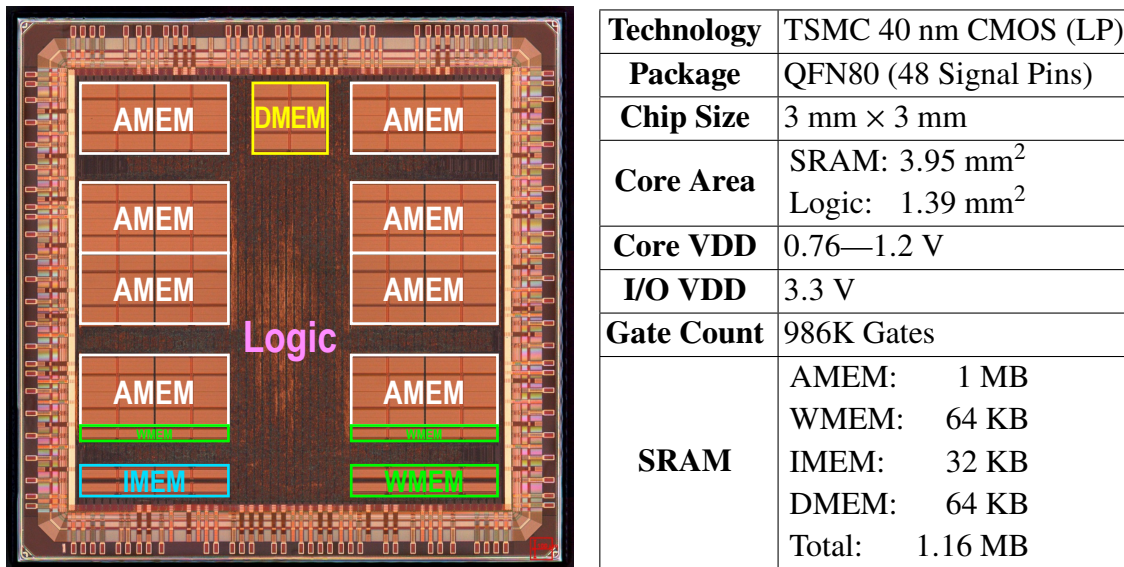 AMEM
DMEM
AMEM
AMEM
AMEM
AMEM
AMEM
Logic
AMEM
AMEM
WMEM
WMEM
IMEM
WMEM
Technology TSMC 40 nm CMOS (LP)
Package QFN80 (48 Signal Pins)
Chip Size 3 mm × 3 mm
Core Area SRAM: 3.95 mm²
Logic: 1.39 mm²
Core VDD 0.76—1.2 V
I/O VDD 3.3 V
Gate Count 986K Gates
SRAM AMEM: 1 MB
WMEM: 64 KB
IMEM: 32 KB
DMEM: 64 KB
Total: 1.16 MB